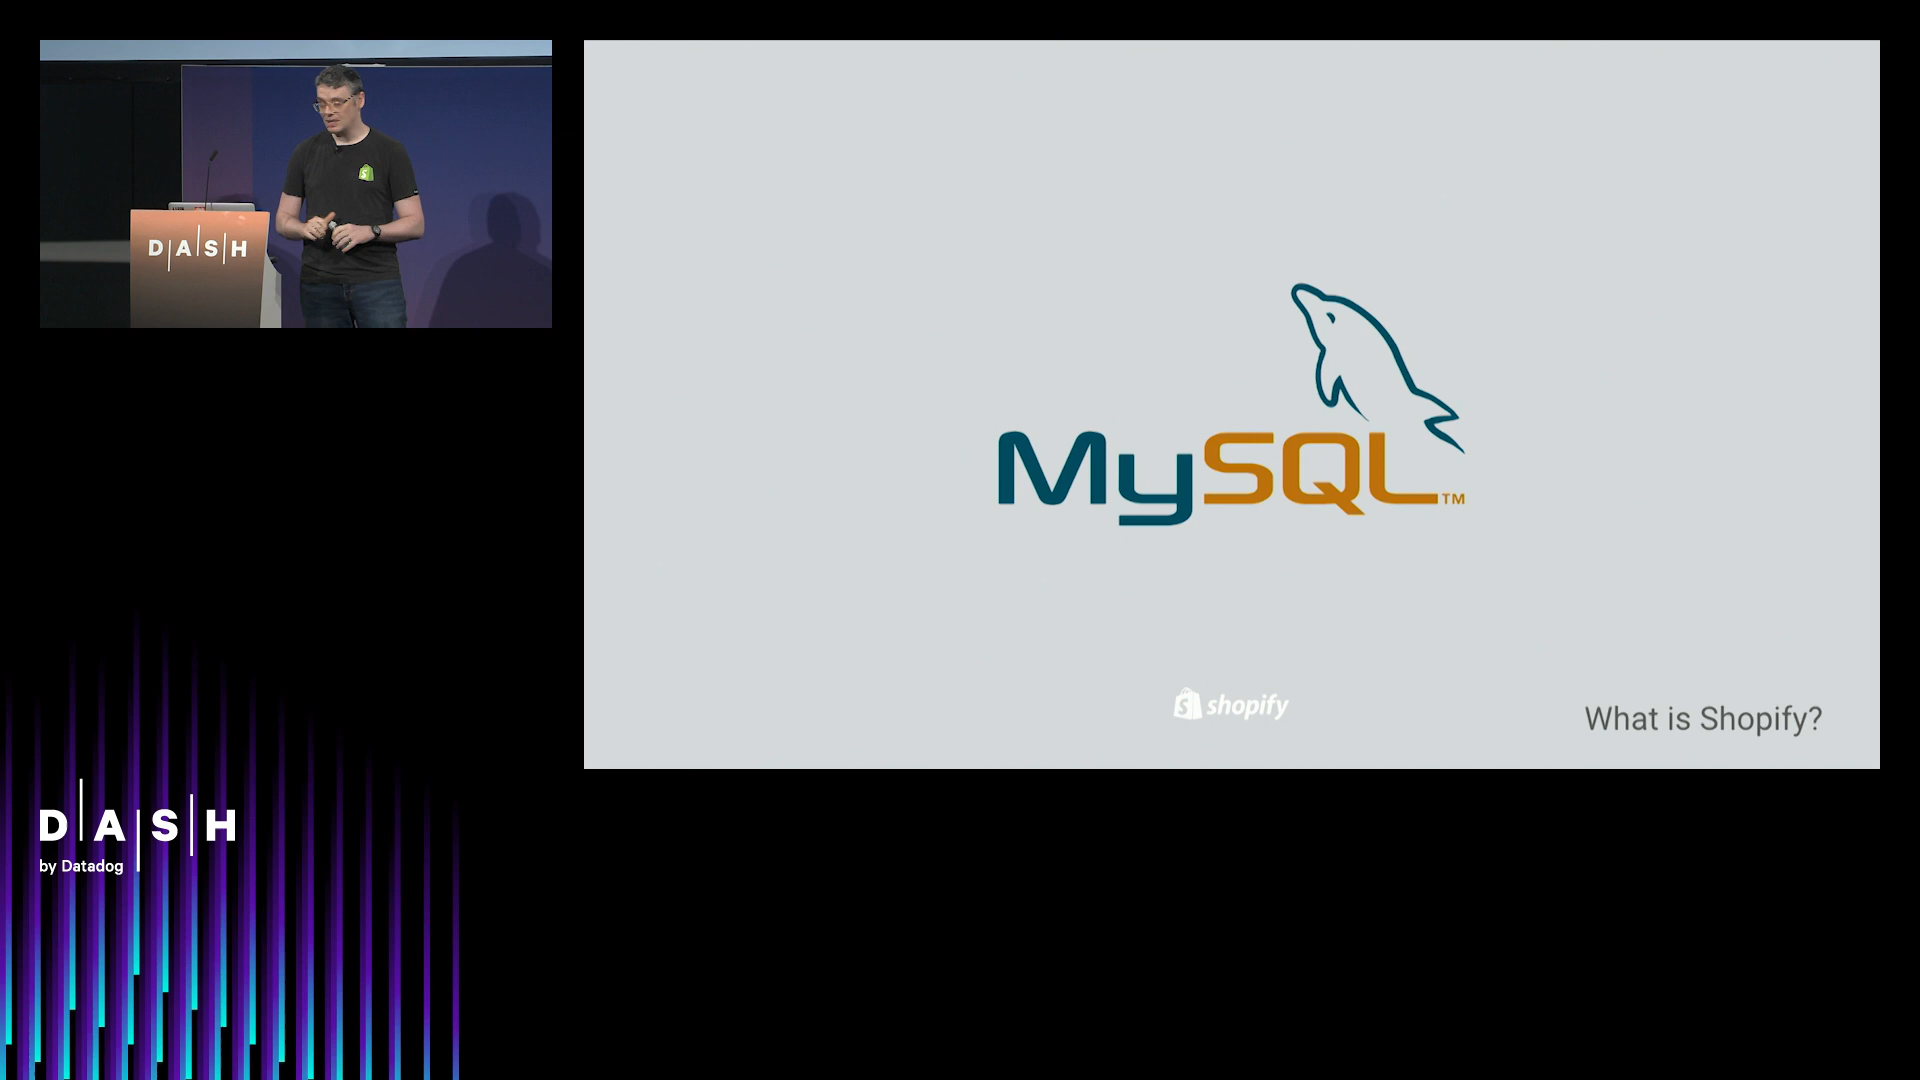 D|A|S|H
MySQL™
shopify
What is Shopify?
D|A|S|H
by Datadog